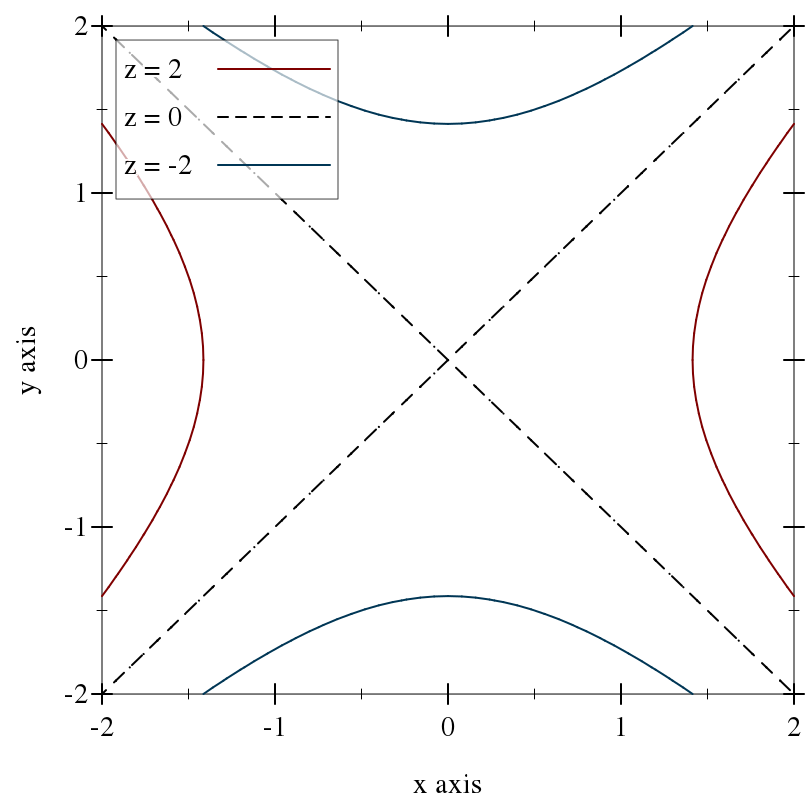 2
z = 2
z = 0
z = -2
1
0
y axis
-1
-2
-2 -1 0 1 2
x axis